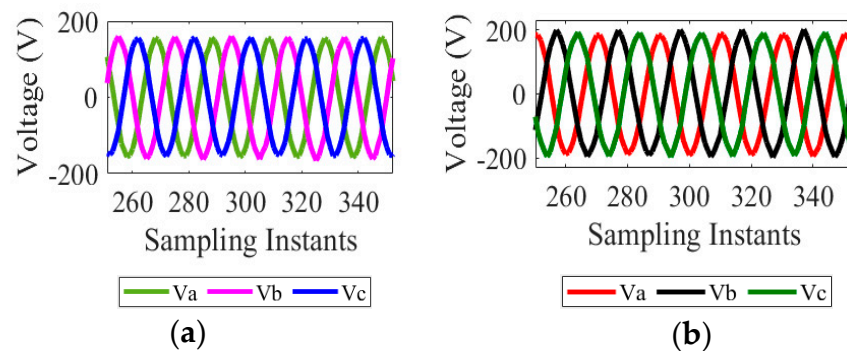 Voltage (V)
200
0
-200
260 280 300 320 340
Sampling Instants
Va Vb Vc
(a)
Voltage (V)
200
0
-200
260 280 300 320 340
Sampling Instants
Va Vb Vc
(b)